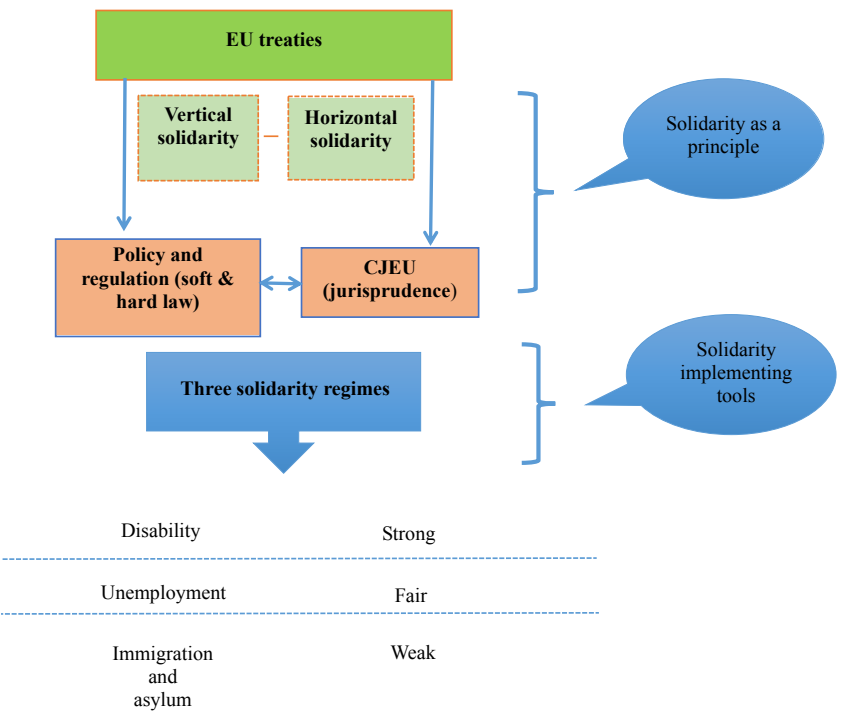 EU treaties
Vertical
solidarity
Horizontal
solidarity
Solidarity as a
principle
Policy and
regulation (soft &
hard law)
CJEU
(jurisprudence)
Three solidarity regimes
Solidarity
implementing
tools
Disability
Strong
Unemployment
Fair
Immigration
and
asylum
Weak